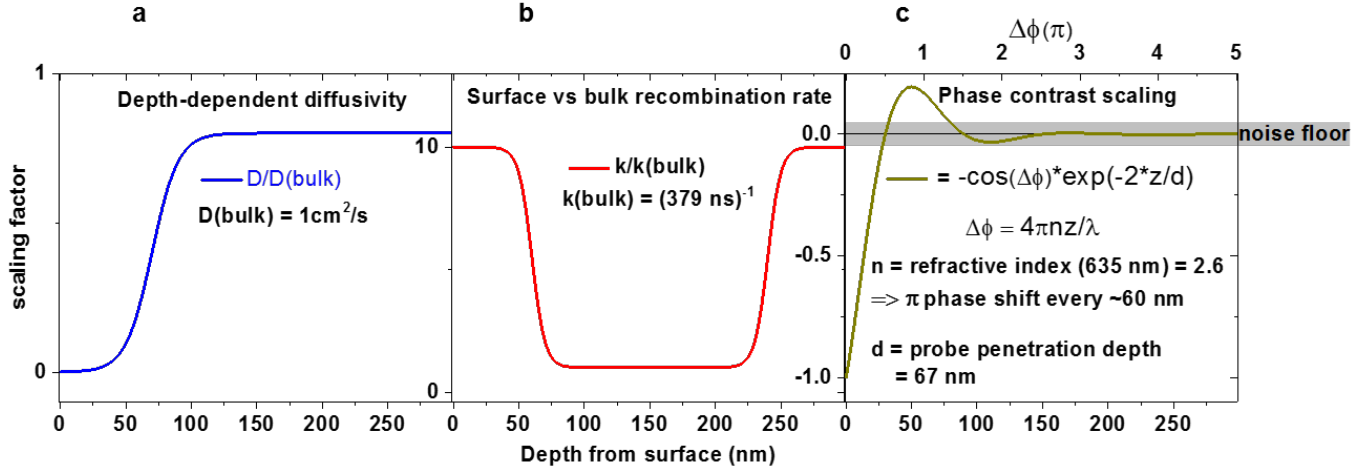 a
b
c
Δϕ(π)
0 1 2 3 4 5
1
0
scaling factor
Depth-dependent diffusivity
D/D(bulk)
D(bulk) = 1cm²/s
0 50 100 150 200 250
10
0
Surface vs bulk recombination rate
k/k(bulk)
k(bulk) = (379 ns)⁻¹
0 50 100 150 200 250
Depth from surface (nm)
0.0
-0.5
-1.0
Phase contrast scaling
noise floor
= -cos(Δϕ)*exp(-2*z/d)
Δϕ = 4πnz/λ
n = refractive index (635 nm) = 2.6
=> π phase shift every ~60 nm
d = probe penetration depth
= 67 nm
0 50 100 150 200 250